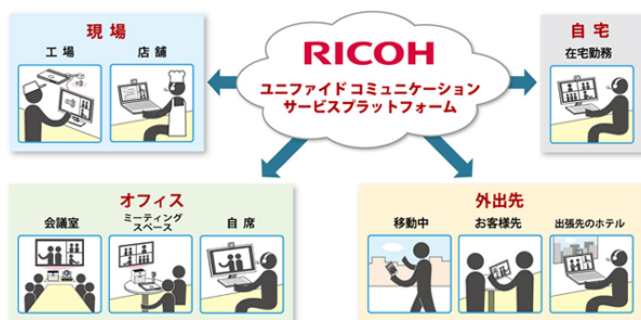 現場
工場
店舗
RICOH
ユニファイド コミュニケーション
サービスプラットフォーム
自宅
在宅勤務
オフィス
会議室
ミーティング
スペース
自席
外出先
移動中
お客様先
出張先のホテル